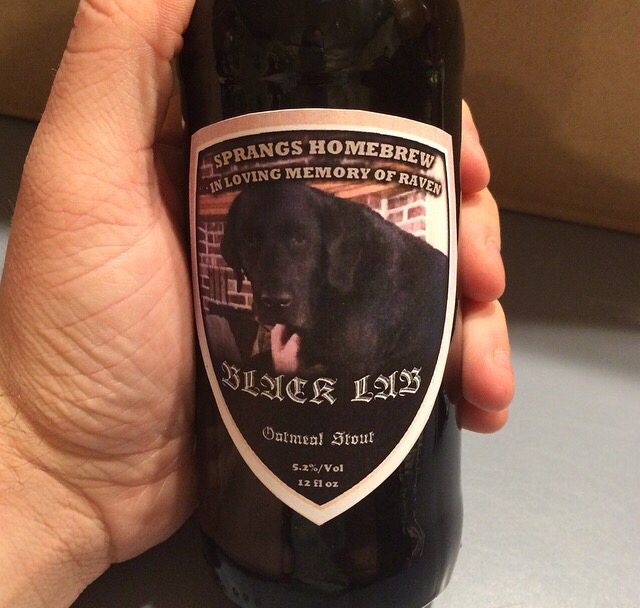 SPRANGS HOMEBREW
IN LOVING MEMORY OF RAVEN
BLACK LAB
Oatmeal Stout
5.2%/Vol
12 fl oz